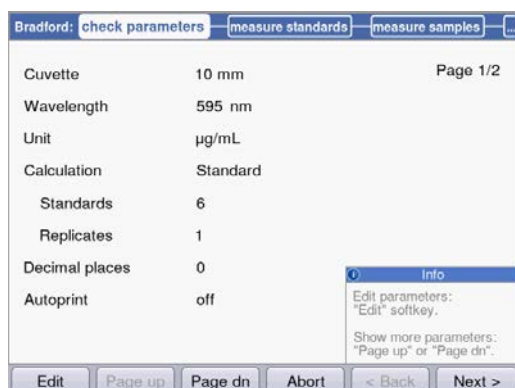 Bradford: check parameters measure standards measure samples ...
Page 1/2
Cuvette 10 mm
Wavelength 595 nm
Unit µg/mL
Calculation Standard
Standards 6
Replicates 1
Decimal places 0
Autoprint off
Info
Edit parameters:
"Edit" softkey.
Show more parameters:
"Page up" or "Page dn".
Edit Page up Page dn Abort < Back Next >